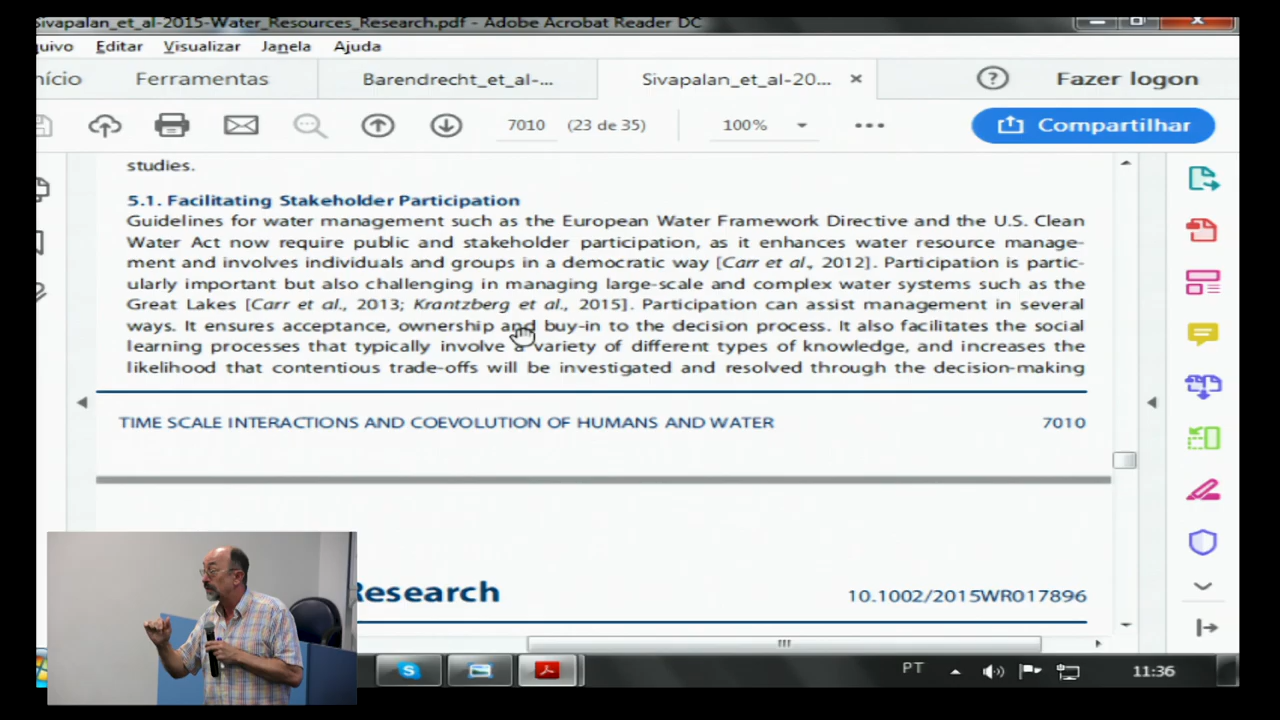 Sivapalan_et_al-2015-Water_Resources_Research.pdf - Adobe Acrobat Reader DC
quivo Editar Visualizar Janela Ajuda
nício Ferramentas Barendrecht_et_al-... Sivapalan_et_al-20... × ? Fazer logon
7010 (23 de 35) 100% ••• Compartilhar
studies.
5.1. Facilitating Stakeholder Participation
Guidelines for water management such as the European Water Framework Directive and the U.S. Clean
Water Act now require public and stakeholder participation, as it enhances water resource manage-
ment and involves individuals and groups in a democratic way [Carr et al., 2012]. Participation is partic-
ularly important but also challenging in managing large-scale and complex water systems such as the
Great Lakes [Carr et al., 2013; Krantzberg et al., 2015]. Participation can assist management in several
ways. It ensures acceptance, ownership and buy-in to the decision process. It also facilitates the social
learning processes that typically involve a variety of different types of knowledge, and increases the
likelihood that contentious trade-offs will be investigated and resolved through the decision-making
TIME SCALE INTERACTIONS AND COEVOLUTION OF HUMANS AND WATER 7010
Research 10.1002/2015WR017896
PT 11:36